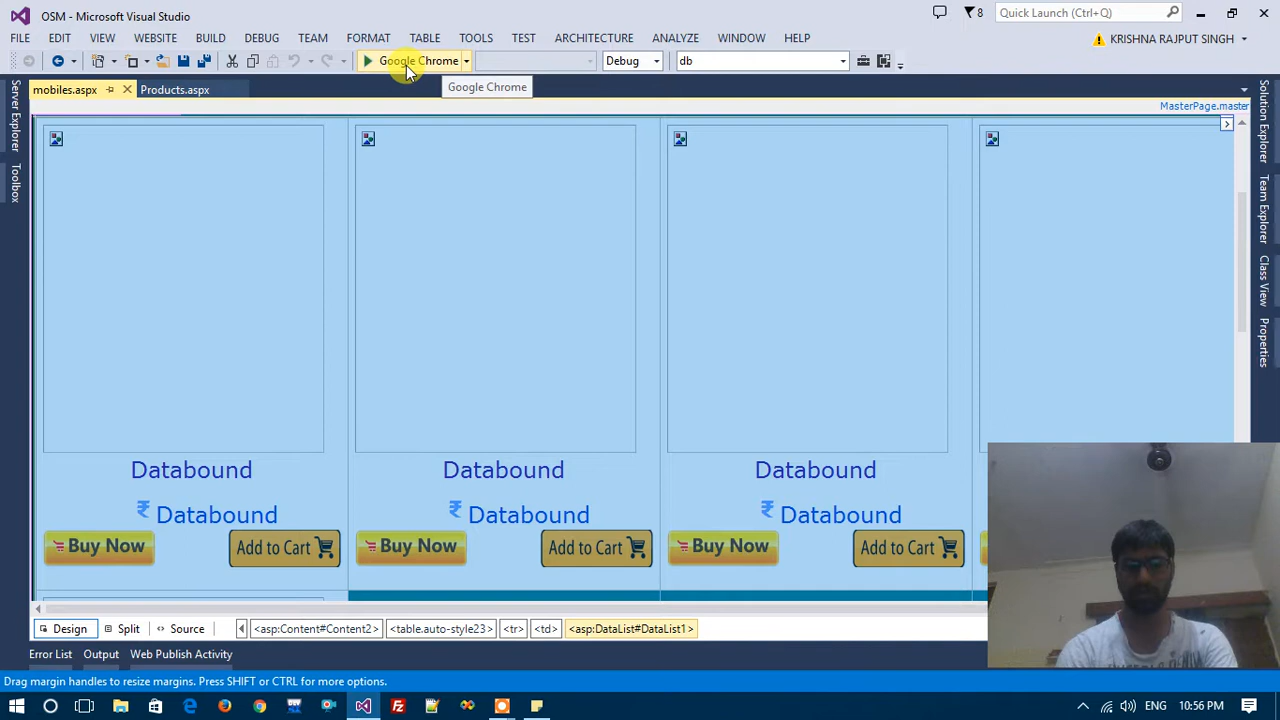 OSM - Microsoft Visual Studio
8
Quick Launch (Ctrl+Q)
FILE EDIT VIEW WEBSITE BUILD DEBUG TEAM FORMAT TABLE TOOLS TEST ARCHITECTURE ANALYZE WINDOW HELP
KRISHNA RAJPUT SINGH
Google Chrome
Debug
db
Google Chrome
mobiles.aspx
Products.aspx
MasterPage.master
Server Explorer
Toolbox
Solution Explorer
Team Explorer
Class View
Properties
Databound Databound Databound
₹ Databound ₹ Databound ₹ Databound
Buy Now Add to Cart Buy Now Add to Cart Buy Now Add to Cart
Design Split Source <asp:Content#Content2> <table.auto-style23> <tr> <td> <asp:DataList#DataList1>
Error List Output Web Publish Activity
Drag margin handles to resize margins. Press SHIFT or CTRL for more options.
ENG 10:56 PM